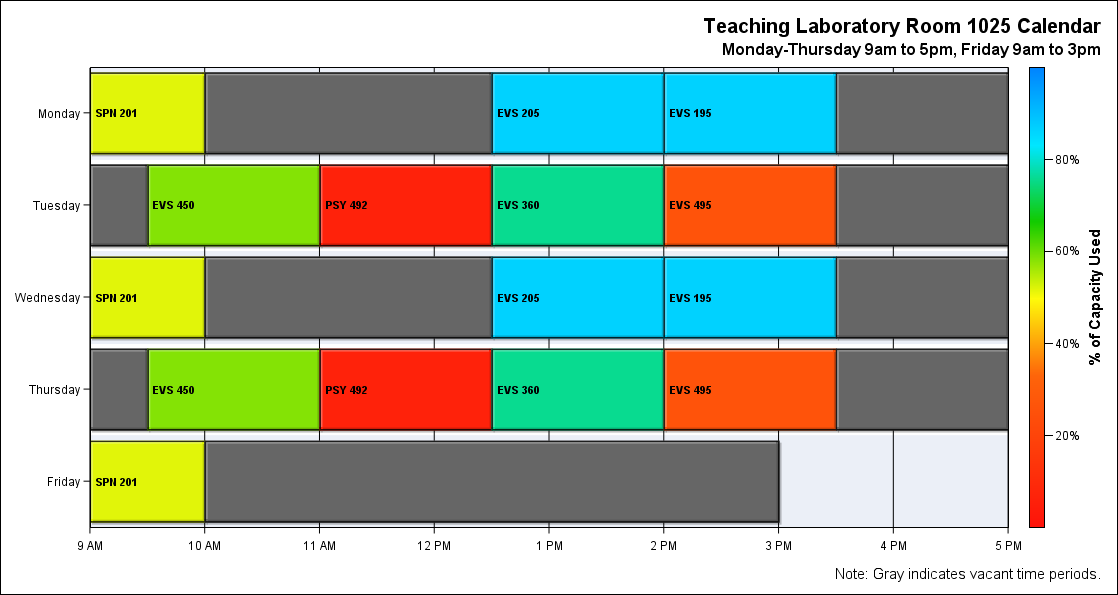 Teaching Laboratory Room 1025 Calendar
Monday-Thursday 9am to 5pm, Friday 9am to 3pm
Monday
SPN 201
EVS 205
EVS 195
Tuesday
EVS 450
PSY 492
EVS 360
EVS 495
Wednesday
SPN 201
EVS 205
EVS 195
Thursday
EVS 450
PSY 492
EVS 360
EVS 495
Friday
SPN 201
9 AM
10 AM
11 AM
12 PM
1 PM
2 PM
3 PM
4 PM
5 PM
80%
60%
40%
20%
% of Capacity Used
Note: Gray indicates vacant time periods.